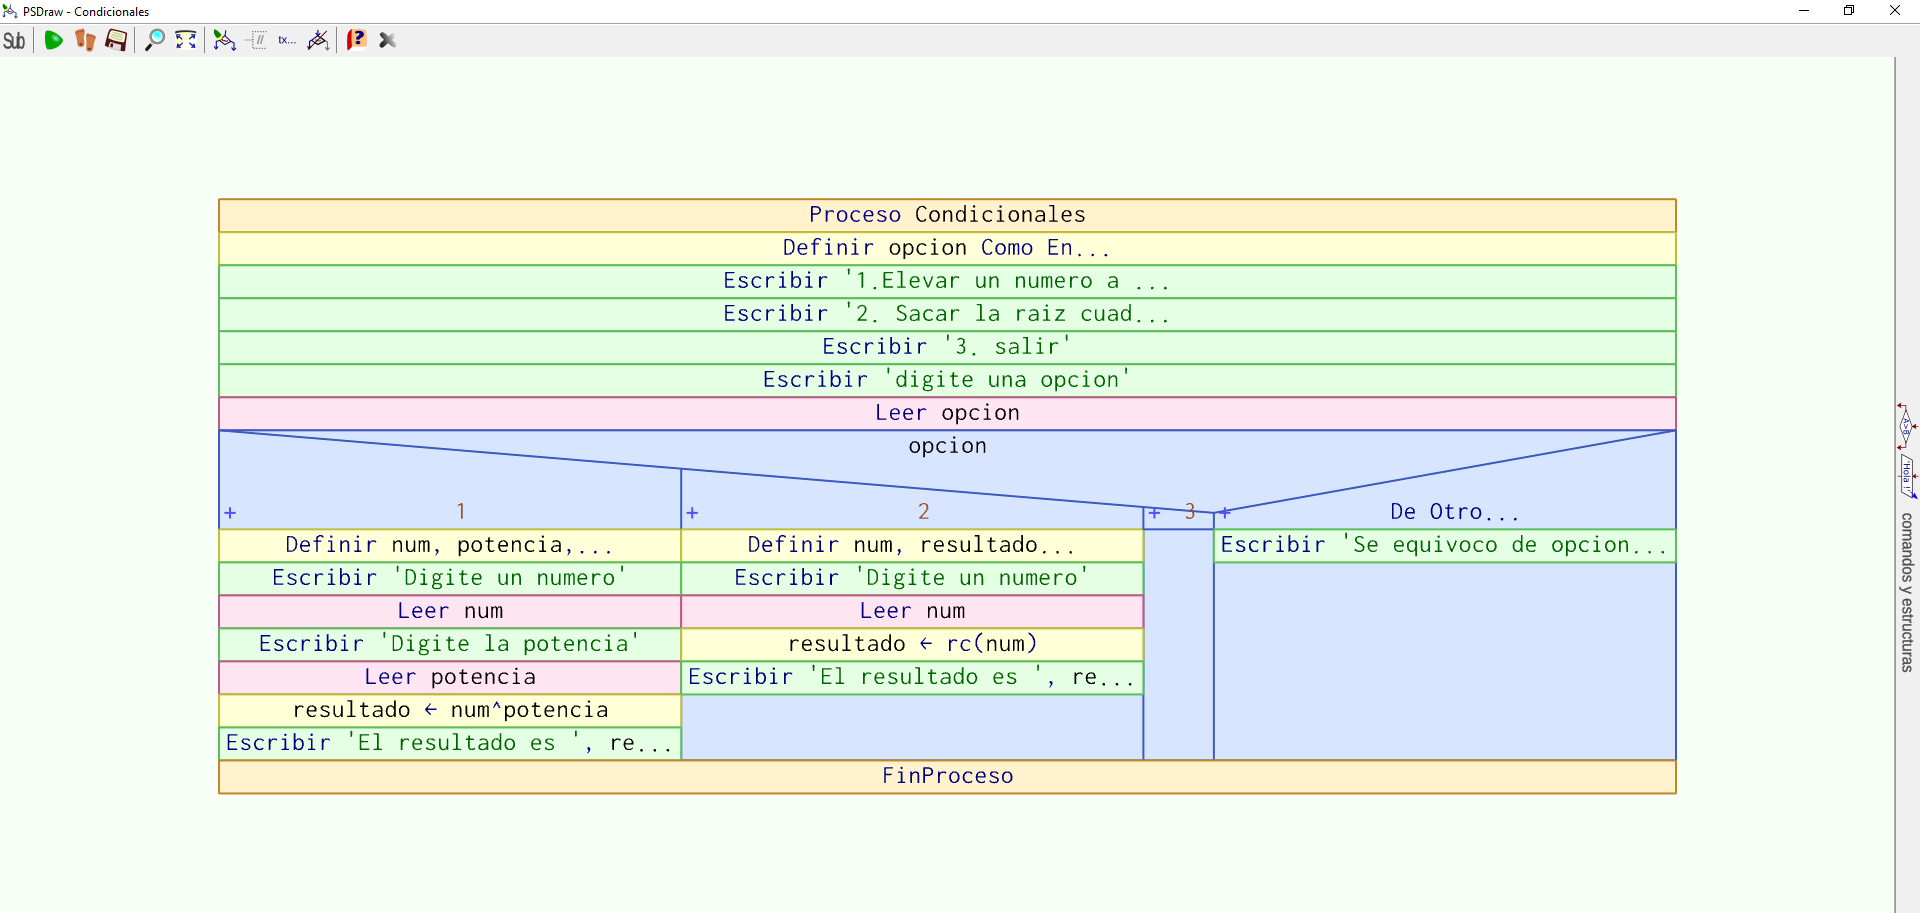 PSDraw - Condicionales
Sub
tx...
?
Proceso Condicionales
Definir opcion Como En...
Escribir '1.Elevar un numero a ...
Escribir '2. Sacar la raiz cuad...
Escribir '3. salir'
Escribir 'digite una opcion'
Leer opcion
opcion
+ 1 + 2 + 3 + De Otro...
Definir num, potencia,...
Escribir 'Digite un numero'
Leer num
Escribir 'Digite la potencia'
Leer potencia
resultado ← num^potencia
Escribir 'El resultado es ', re...
Definir num, resultado...
Escribir 'Digite un numero'
Leer num
resultado ← rc(num)
Escribir 'El resultado es ', re...
Escribir 'Se equivoco de opcion...
FinProceso
A>B
'Hola !'
comandos y estructuras